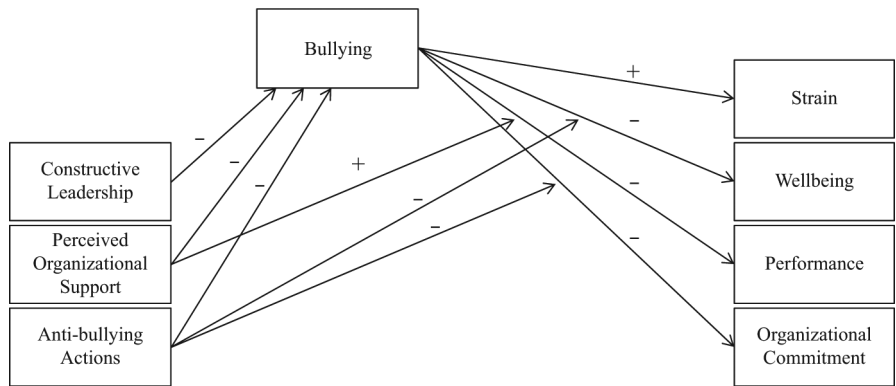 Bullying
+
Strain
–
–
Constructive
Leadership
–
+
–
Wellbeing
–
–
Perceived
Organizational
Support
–
–
Performance
Anti-bullying
Actions
Organizational
Commitment